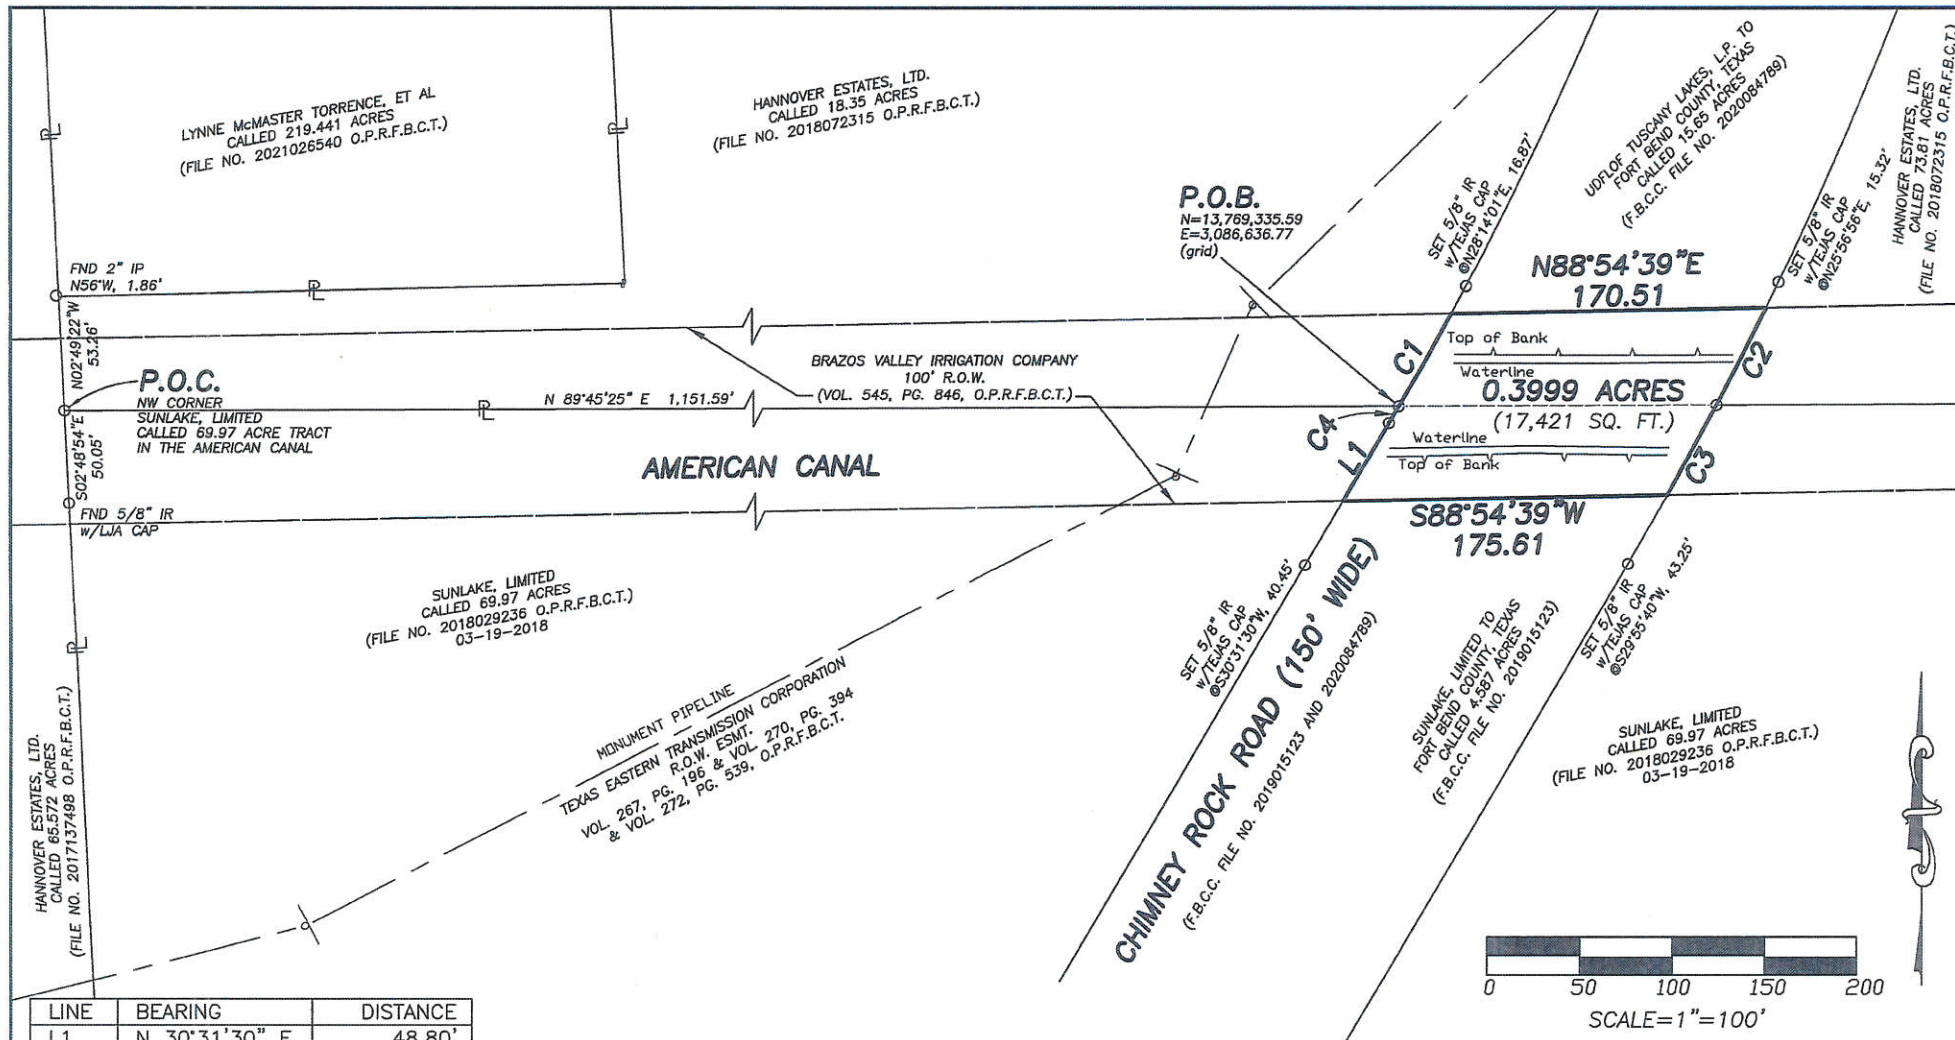 LYNNE McMASTER TORRENCE, ET AL
CALLED 219.441 ACRES
(FILE NO. 2021026540 O.P.R.F.B.C.T.)
HANNOVER ESTATES, LTD.
CALLED 18.35 ACRES
(FILE NO. 2018072315 O.P.R.F.B.C.T.)
UDFLOF TUSCANY LAKES, L.P. TO
FORT BEND COUNTY, TEXAS
CALLED 15.65 ACRES
(F.B.C.C. FILE NO. 2020084789)
HANNOVER ESTATES, LTD.
CALLED 73.81 ACRES
(FILE NO. 2018072315 O.P.R.F.B.C.T.)
P.O.B.
N=13,769,335.59
E=3,086,636.77
(grid)
SET 5/8" IR
w/TEJAS CAP
@N28°14'01"E, 16.87'
SET 5/8" IR
w/TEJAS CAP
@N25°56'56"E, 15.32'
FND 2" IP
N56°W, 1.86'
N88°54'39"E
170.51
N02°49'22"W
53.26'
Top of Bank
Waterline
C1
C2
P.O.C.
NW CORNER
SUNLAKE, LIMITED
CALLED 69.97 ACRE TRACT
IN THE AMERICAN CANAL
BRAZOS VALLEY IRRIGATION COMPANY
100' R.O.W.
(VOL. 545, PG. 846, O.P.R.F.B.C.T.)
N 89°45'25" E 1,151.59'
0.3999 ACRES
(17,421 SQ. FT.)
C4
L1
C3
Waterline
Top of Bank
S02°48'54"E
50.05'
AMERICAN CANAL
FND 5/8" IR
w/LJA CAP
S88°54'39"W
175.61
SUNLAKE, LIMITED
CALLED 69.97 ACRES
(FILE NO. 2018029236 O.P.R.F.B.C.T.)
03-19-2018
SET 5/8" IR
w/TEJAS CAP
@S30°31'30"W, 40.45'
SET 5/8" IR
w/TEJAS CAP
@S29°55'40"W, 43.25'
MONUMENT PIPELINE
TEXAS EASTERN TRANSMISSION CORPORATION
R.O.W. ESMT.
VOL. 267, PG. 196 & VOL. 270, PG. 394
& VOL. 272, PG. 539, O.P.R.F.B.C.T.
CHIMNEY ROCK ROAD (150' WIDE)
(F.B.C.C. FILE NO. 2019015123 AND 2020084789)
SUNLAKE, LIMITED TO
FORT BEND COUNTY, TEXAS
CALLED 4.587 ACRES
(F.B.C.C. FILE NO. 2019015123)
SUNLAKE, LIMITED
CALLED 69.97 ACRES
(FILE NO. 2018029236 O.P.R.F.B.C.T.)
03-19-2018
HANNOVER ESTATES, LTD.
CALLED 65.572 ACRES
(FILE NO. 2017137498 O.P.R.F.B.C.T.)
0 50 100 150 200
SCALE=1"=100'
LINE BEARING DISTANCE
L1 N 30°31'30" E 48.80'